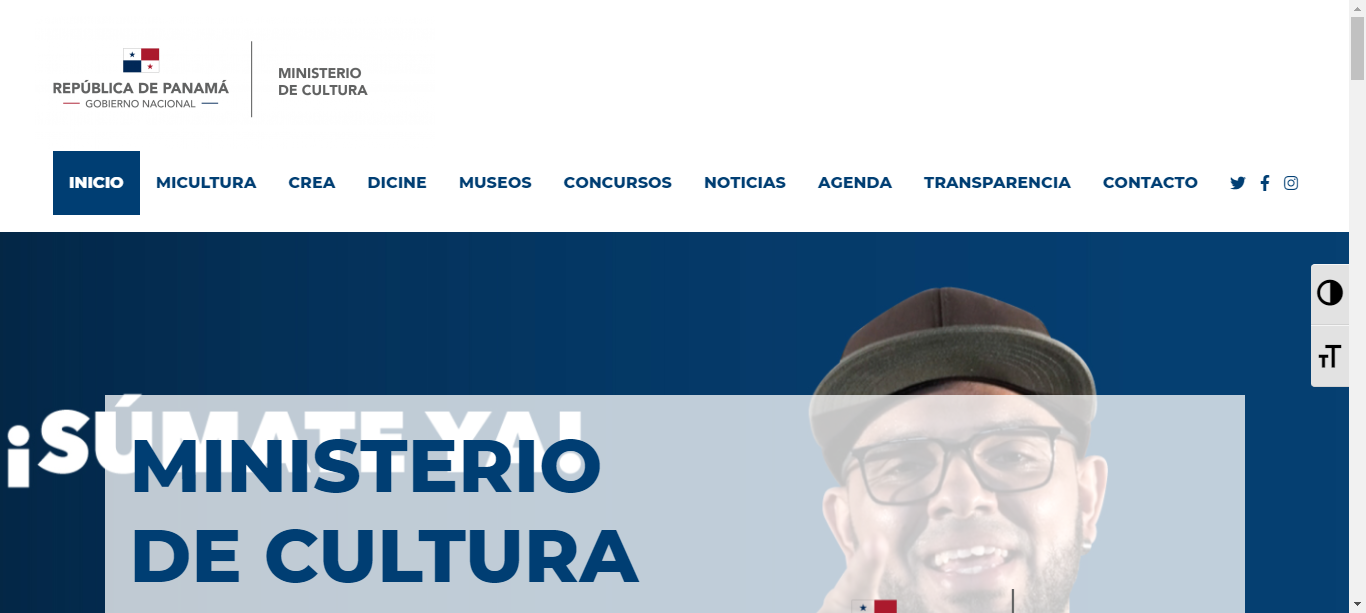 REPÚBLICA DE PANAMÁ
GOBIERNO NACIONAL
MINISTERIO
DE CULTURA
INICIO MICULTURA CREA DICINE MUSEOS CONCURSOS NOTICIAS AGENDA TRANSPARENCIA CONTACTO
¡SÚMATE YA!
MINISTERIO
DE CULTURA